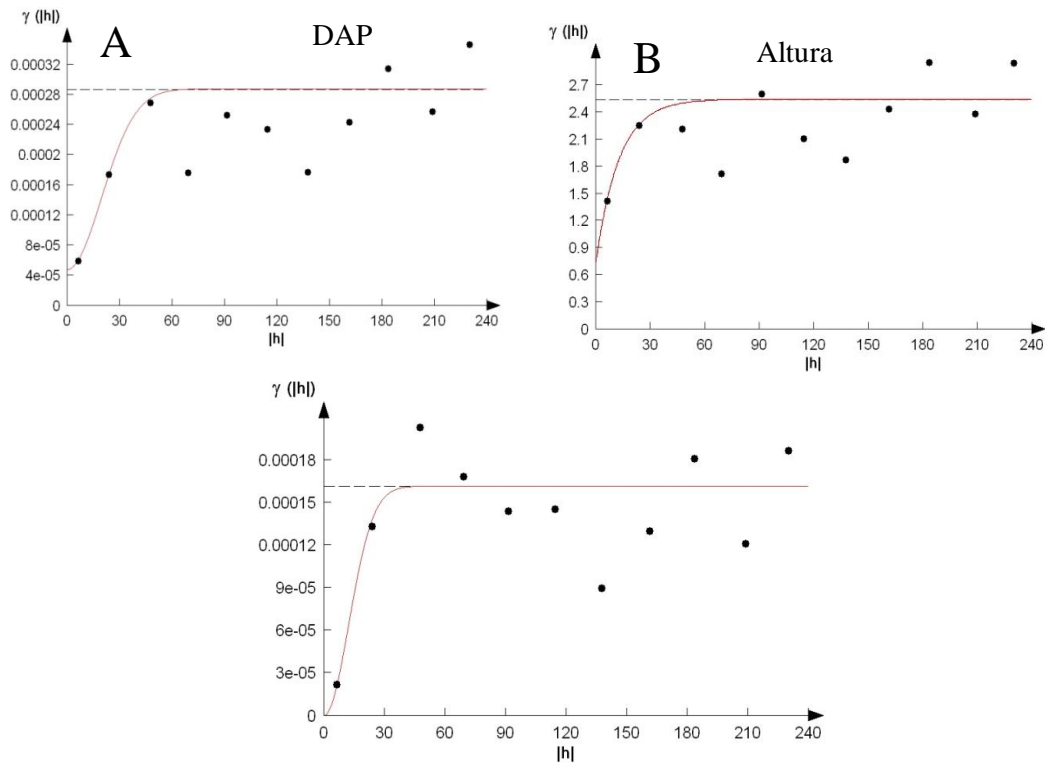 γ (|h|)
A
DAP
0.00032
0.00028
0.00024
0.0002
0.00016
0.00012
8e-05
4e-05
0
0 30 60 90 120 150 180 210 240
|h|
γ (|h|)
B
Altura
2.7
2.4
2.1
1.8
1.5
1.2
0.9
0.6
0.3
0
0 30 60 90 120 150 180 210 240
|h|
γ (|h|)
0.00018
0.00015
0.00012
9e-05
6e-05
3e-05
0
0 30 60 90 120 150 180 210 240
|h|